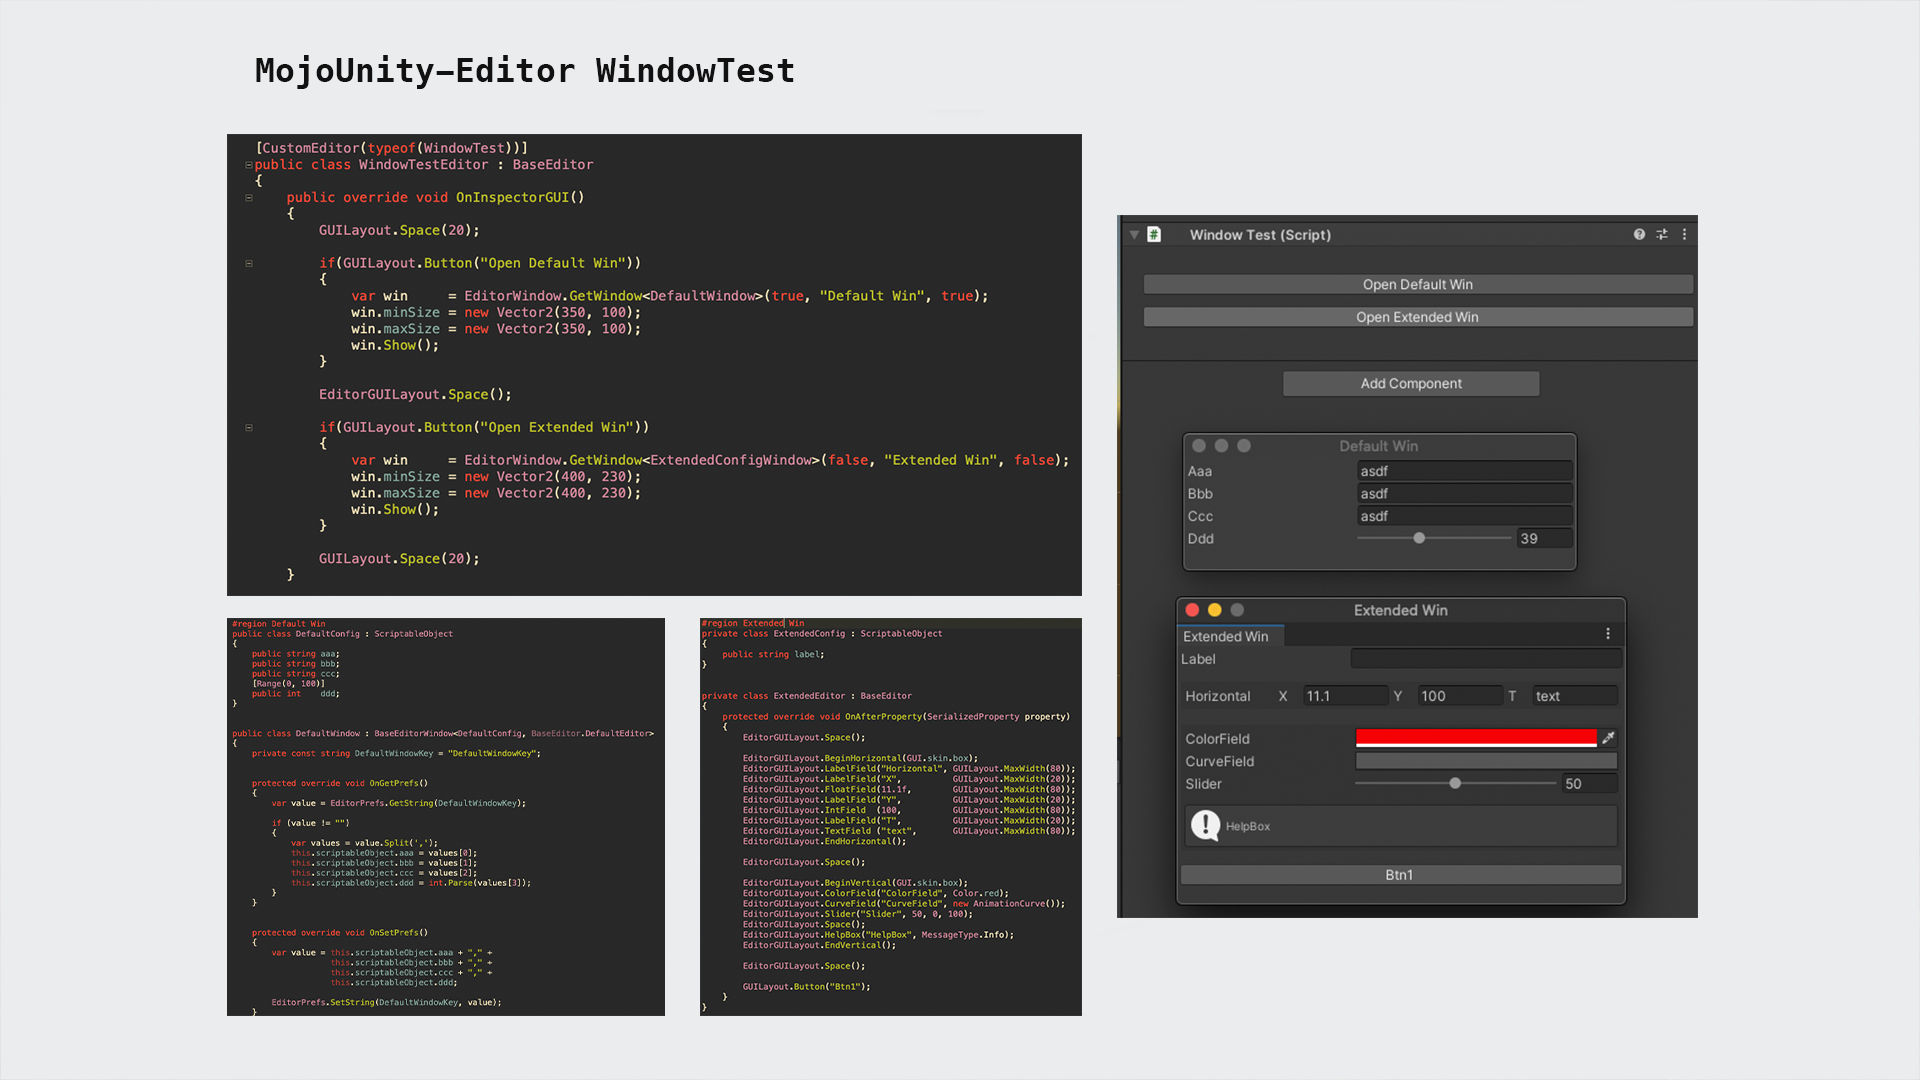 MojoUnity–Editor WindowTest
[CustomEditor(typeof(WindowTest))]
public class WindowTestEditor : BaseEditor
{
public override void OnInspectorGUI()
{
GUILayout.Space(20);
if(GUILayout.Button("Open Default Win"))
{
var win     = EditorWindow.GetWindow<DefaultWindow>(true, "Default Win", true);
win.minSize = new Vector2(350, 100);
win.maxSize = new Vector2(350, 100);
win.Show();
}
EditorGUILayout.Space();
if(GUILayout.Button("Open Extended Win"))
{
var win     = EditorWindow.GetWindow<ExtendedConfigWindow>(false, "Extended Win", false);
win.minSize = new Vector2(400, 230);
win.maxSize = new Vector2(400, 230);
win.Show();
}
GUILayout.Space(20);
}
#region Default Win
public class DefaultConfig : ScriptableObject
{
public string aaa;
public string bbb;
public string ccc;
[Range(0, 100)]
public int    ddd;
}
public class DefaultWindow : BaseEditorWindow<DefaultConfig, BaseEditor.DefaultEditor>
{
private const string DefaultWindowKey = "DefaultWindowKey";
protected override void OnGetPrefs()
{
var value = EditorPrefs.GetString(DefaultWindowKey);
if (value != "")
{
var values = value.Split(',');
this.scriptableObject.aaa = values[0];
this.scriptableObject.bbb = values[1];
this.scriptableObject.ccc = values[2];
this.scriptableObject.ddd = int.Parse(values[3]);
}
}
protected override void OnSetPrefs()
{
var value = this.scriptableObject.aaa + "," +
this.scriptableObject.bbb + "," +
this.scriptableObject.ccc + "," +
this.scriptableObject.ddd;
EditorPrefs.SetString(DefaultWindowKey, value);
}
#region Extended Win
private class ExtendedConfig : ScriptableObject
{
public string label;
}
private class ExtendedEditor : BaseEditor
{
protected override void OnAfterProperty(SerializedProperty property)
{
EditorGUILayout.Space();
EditorGUILayout.BeginHorizontal(GUI.skin.box);
EditorGUILayout.LabelField("Horizontal", GUILayout.MaxWidth(80));
EditorGUILayout.LabelField("X",          GUILayout.MaxWidth(20));
EditorGUILayout.FloatField(11.1f,        GUILayout.MaxWidth(80));
EditorGUILayout.LabelField("Y",          GUILayout.MaxWidth(20));
EditorGUILayout.IntField  (100,          GUILayout.MaxWidth(80));
EditorGUILayout.LabelField("T",          GUILayout.MaxWidth(20));
EditorGUILayout.TextField ("text",       GUILayout.MaxWidth(80));
EditorGUILayout.EndHorizontal();
EditorGUILayout.Space();
EditorGUILayout.BeginVertical(GUI.skin.box);
EditorGUILayout.ColorField("ColorField", Color.red);
EditorGUILayout.CurveField("CurveField", new AnimationCurve());
EditorGUILayout.Slider("Slider", 50, 0, 100);
EditorGUILayout.Space();
EditorGUILayout.HelpBox("HelpBox", MessageType.Info);
EditorGUILayout.EndVertical();
EditorGUILayout.Space();
GUILayout.Button("Btn1");
}
}
# Window Test (Script)
Open Default Win
Open Extended Win
Add Component
Default Win
Aaa asdf
Bbb asdf
Ccc asdf
Ddd 39
Extended Win
Extended Win
Label
Horizontal X 11.1 Y 100 T text
ColorField
CurveField
Slider 50
HelpBox
Btn1